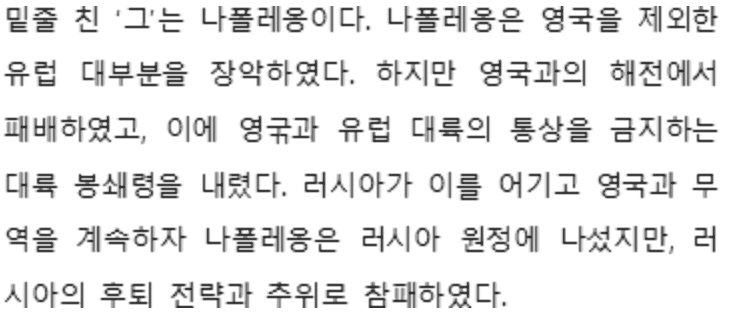 밑줄 친 ‘그’는 나폴레옹이다. 나폴레옹은 영국을 제외한
유럽 대부분을 장악하였다. 하지만 영국과의 해전에서
패배하였고, 이에 영귺과 유럽 대륙의 통상을 금지하는
대륙 봉쇄령을 내렸다. 러시아가 이를 어기고 영국과 무
역을 계속하자 나폴레옹은 러시아 원정에 나섰지만, 러
시아의 후퇴 전략과 추위로 참패하였다.